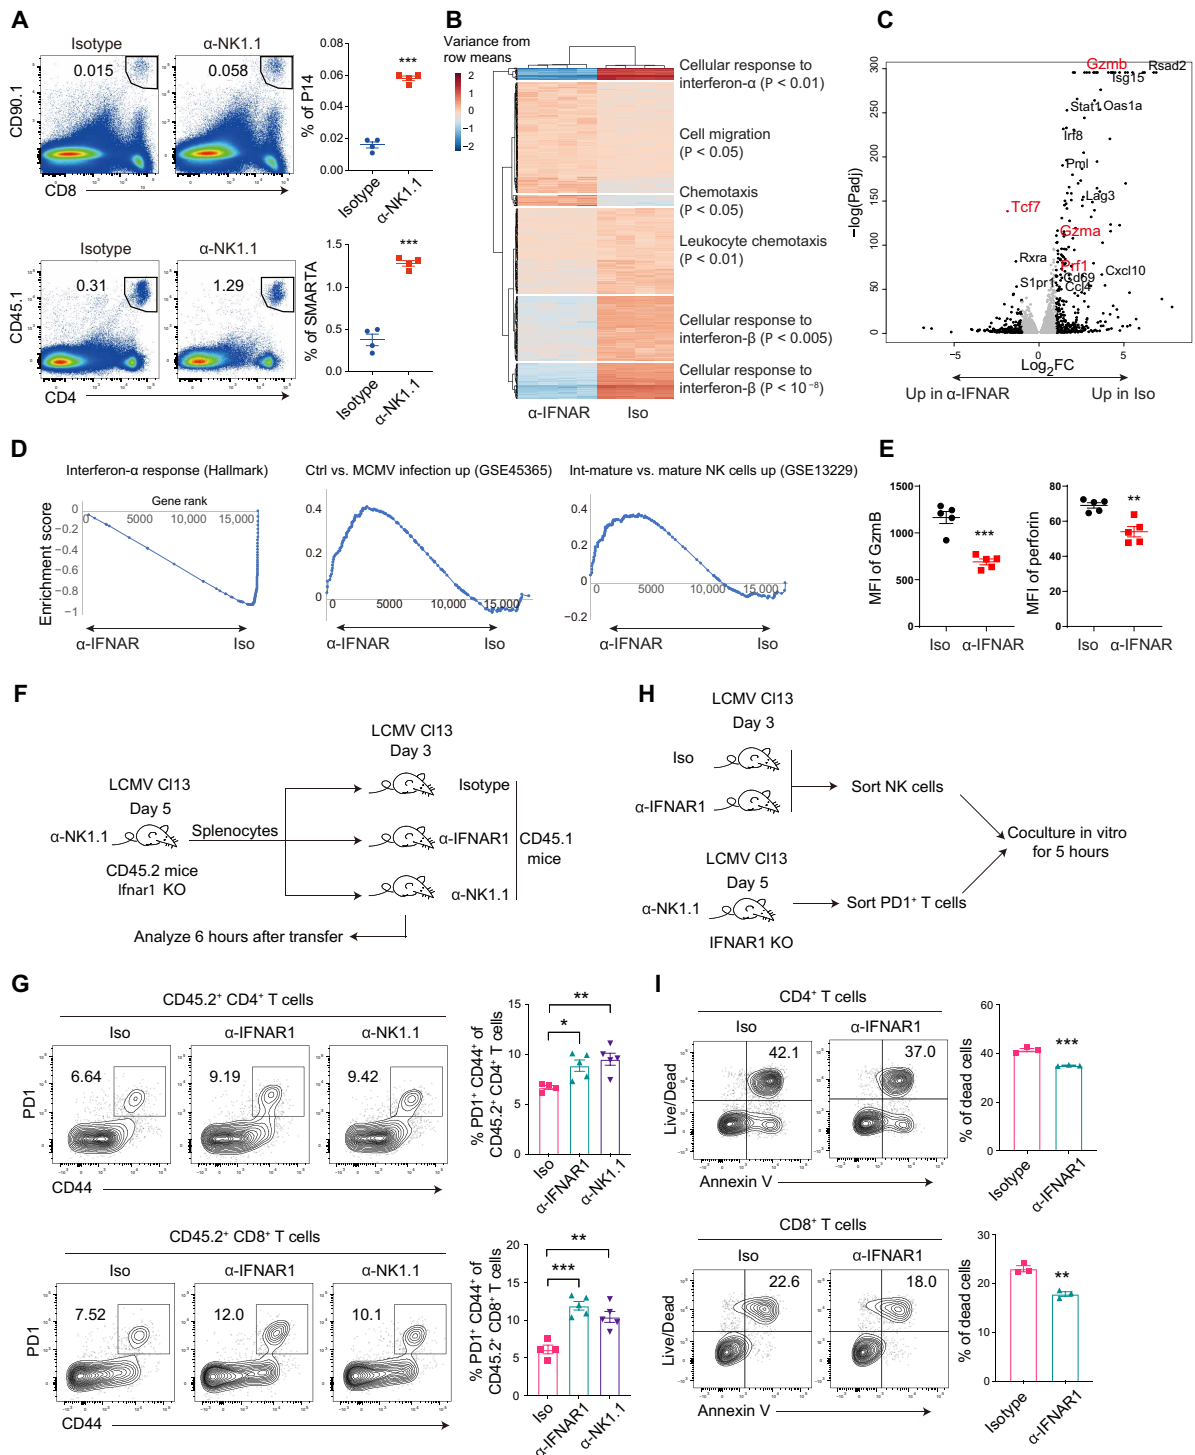 A
Isotype
α-NK1.1
0.015
0.058
CD90.1
CD8
% of P14
0.08
0.06
0.04
0.02
0.00
***
Isotype
α-NK1.1
Isotype
α-NK1.1
0.31
1.29
CD45.1
CD4
% of SMARTA
1.5
1.0
0.5
0.0
***
Isotype
α-NK1.1
B
Variance from
row means
2
1
0
−1
−2
Cellular response to
interferon-α (P < 0.01)
Cell migration
(P < 0.05)
Chemotaxis
(P < 0.05)
Leukocyte chemotaxis
(P < 0.01)
Cellular response to
interferon-β (P < 0.005)
Cellular response to
interferon-β (P < 10⁻⁸)
α-IFNAR
Iso
C
−log(Padj)
300
250
200
150
100
50
0
Gzmb
Rsad2
Isg15
Stat1
Oas1a
Irf8
Pml
Lag3
Tcf7
Gzma
Rxra
Prf1
Cxcl10
Cd69
S1pr1
Ccl4
−5
0
5
Log₂FC
Up in α-IFNAR
Up in Iso
D
Interferon-α response (Hallmark)
Gene rank
Enrichment score
0
−0.2
−0.4
−0.6
−0.8
−1
0
5000
10,000
15,000
α-IFNAR
Iso
Ctrl vs. MCMV infection up (GSE45365)
0.4
0.2
0
0
5000
10,000
15,000
α-IFNAR
Iso
Int-mature vs. mature NK cells up (GSE13229)
0.4
0.2
0
−0.2
0
5000
10,000
15,000
α-IFNAR
Iso
E
MFI of GzmB
1500
1000
500
0
***
Iso
α-IFNAR
MFI of perforin
80
60
40
20
0
**
Iso
α-IFNAR
F
LCMV Cl13
Day 3
LCMV Cl13
Day 5
α-NK1.1
CD45.2 mice
Ifnar1 KO
Splenocytes
Isotype
α-IFNAR1
α-NK1.1
CD45.1
mice
Analyze 6 hours after transfer
H
LCMV Cl13
Day 3
Iso
α-IFNAR1
Sort NK cells
LCMV Cl13
Day 5
α-NK1.1
IFNAR1 KO
Sort PD1⁺ T cells
Coculture in vitro
for 5 hours
G
CD45.2⁺ CD4⁺ T cells
Iso
α-IFNAR1
α-NK1.1
6.64
9.19
9.42
PD1
CD44
% PD1⁺ CD44⁺ of
CD45.2⁺ CD4⁺ T cells
15
10
5
0
**
*
Iso
α-IFNAR1
α-NK1.1
CD45.2⁺ CD8⁺ T cells
Iso
α-IFNAR1
α-NK1.1
7.52
12.0
10.1
PD1
CD44
% PD1⁺ CD44⁺ of
CD45.2⁺ CD8⁺ T cells
20
15
10
5
0
**
***
Iso
α-IFNAR1
α-NK1.1
I
CD4⁺ T cells
Iso
α-IFNAR1
42.1
37.0
Live/Dead
Annexin V
% of dead cells
60
40
20
0
***
Isotype
α-IFNAR1
CD8⁺ T cells
Iso
α-IFNAR1
22.6
18.0
Live/Dead
Annexin V
% of dead cells
30
20
10
0
**
Isotype
α-IFNAR1